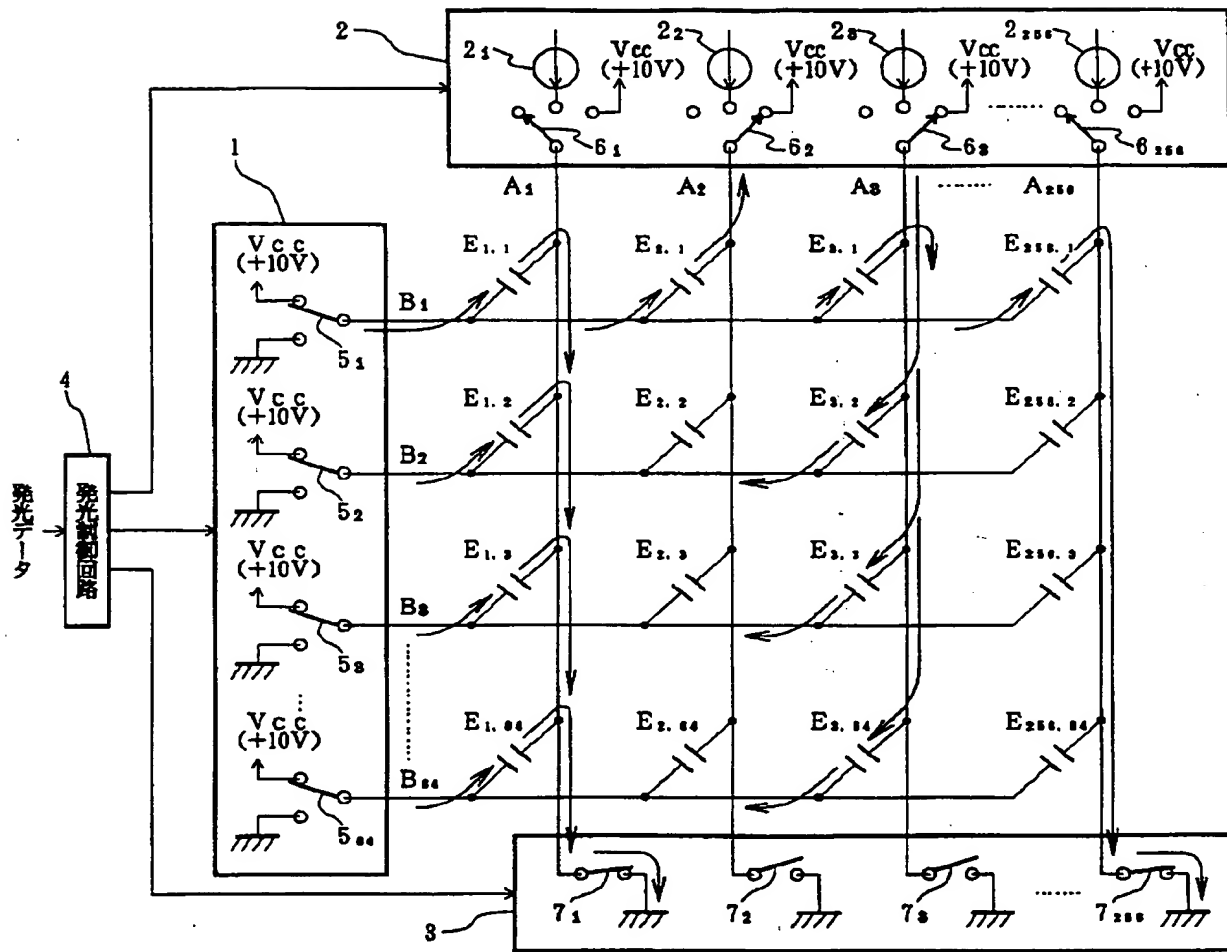 2
2₁
Vcc
(+10V)
2₂
Vcc
(+10V)
2₃
Vcc
(+10V)
2₂₅₆
Vcc
(+10V)
........
6₁
6₂
6₃
6₂₅₆
1
A₁
A₂
A₃
........
A₂₅₆
Vcc
(+10V)
B₁
5₁
E₁.₁
E₂.₁
E₃.₁
E₂₅₆.₁
4
発光データ
発光制御回路
Vcc
(+10V)
B₂
5₂
E₁.₂
E₂.₂
E₃.₂
E₂₅₆.₂
Vcc
(+10V)
B₃
5₃
E₁.₃
E₂.₃
E₃.₃
E₂₅₆.₃
Vcc
(+10V)
B₆₄
5₆₄
E₁.₆₄
E₂.₆₄
E₃.₆₄
E₂₅₆.₆₄
3
7₁
7₂
7₃
........
7₂₅₆